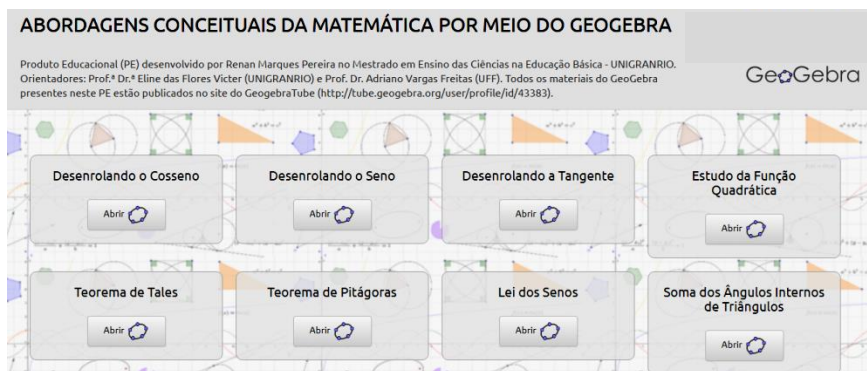 ABORDAGENS CONCEITUAIS DA MATEMÁTICA POR MEIO DO GEOGEBRA
Produto Educacional (PE) desenvolvido por Renan Marques Pereira no Mestrado em Ensino das Ciências na Educação Básica - UNIGRANRIO.
Orientadores: Prof.ª Dr.ª Eline das Flores Victer (UNIGRANRIO) e Prof. Dr. Adriano Vargas Freitas (UFF). Todos os materiais do GeoGebra
presentes neste PE estão publicados no site do GeogebraTube (http://tube.geogebra.org/user/profile/id/43383).
GeoGebra
Desenrolando o Cosseno
Abrir
Desenrolando o Seno
Abrir
Desenrolando a Tangente
Abrir
Estudo da Função
Quadrática
Abrir
Teorema de Tales
Abrir
Teorema de Pitágoras
Abrir
Lei dos Senos
Abrir
Soma dos Ângulos Internos
de Triângulos
Abrir